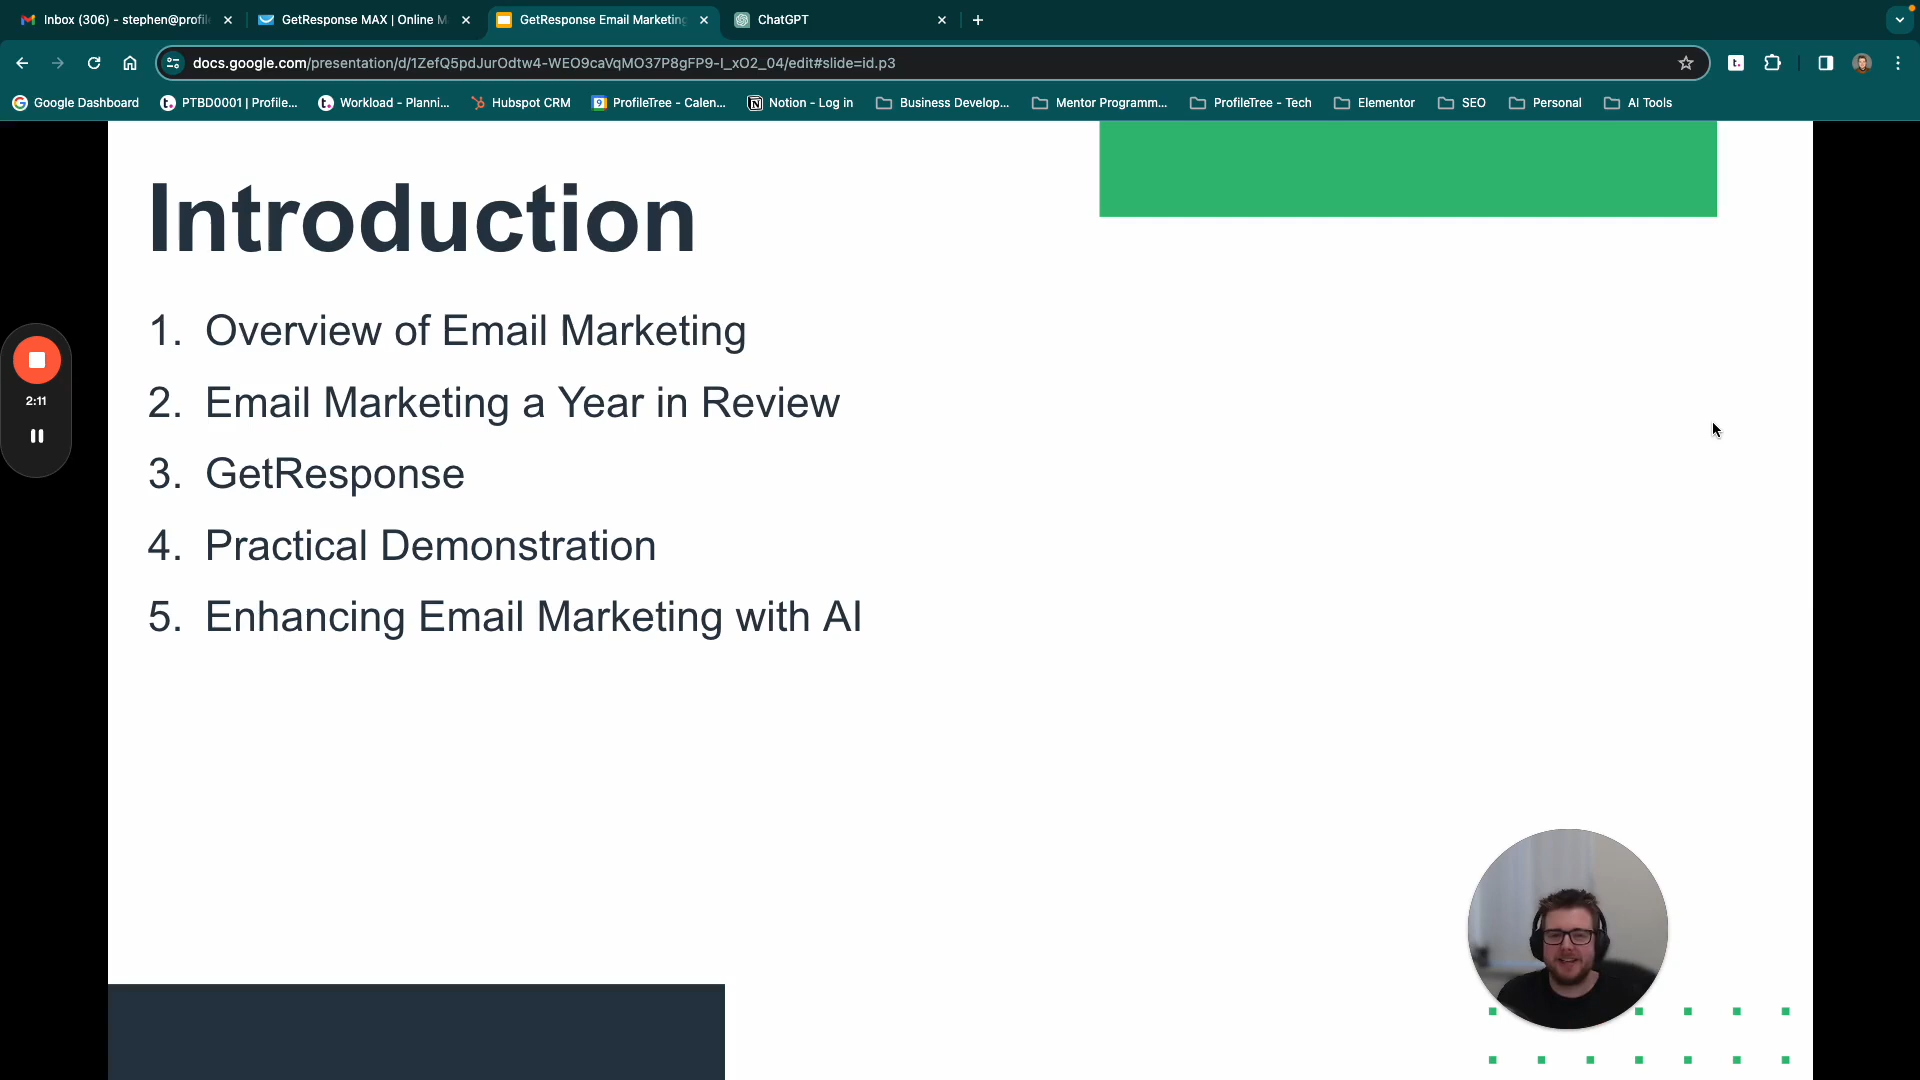 Inbox (306) - stephen@profil
GetResponse MAX | Online M
GetResponse Email Marketing
ChatGPT
docs.google.com/presentation/d/1ZefQ5pdJurOdtw4-WEO9caVqMO37P8gFP9-I_xO2_04/edit#slide=id.p3
Google Dashboard
PTBD0001 | Profile...
Workload - Planni...
Hubspot CRM
ProfileTree - Calen...
Notion - Log in
Business Develop...
Mentor Programm...
ProfileTree - Tech
Elementor
SEO
Personal
AI Tools
Introduction
1. Overview of Email Marketing
2. Email Marketing a Year in Review
3. GetResponse
4. Practical Demonstration
5. Enhancing Email Marketing with AI
2:11